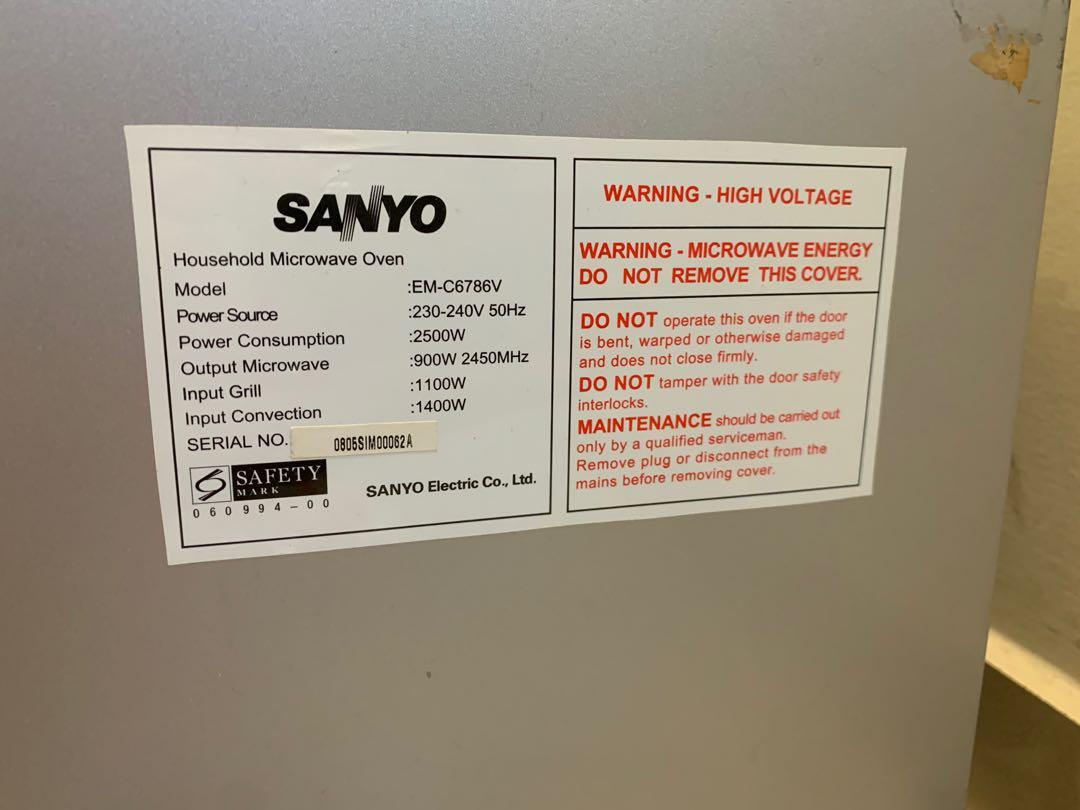 SANYO
Household Microwave Oven
Model :EM-C6786V
Power Source :230-240V 50Hz
Power Consumption :2500W
Output Microwave :900W 2450MHz
Input Grill :1100W
Input Convection :1400W
SERIAL NO. 0805SIM00062A
S SAFETY
MARK
060994-00
SANYO Electric Co., Ltd.
WARNING - HIGH VOLTAGE
WARNING - MICROWAVE ENERGY
DO NOT REMOVE THIS COVER.
DO NOT operate this oven if the door
is bent, warped or otherwise damaged
and does not close firmly.
DO NOT tamper with the door safety
interlocks.
MAINTENANCE should be carried out
only by a qualified serviceman.
Remove plug or disconnect from the
mains before removing cover.